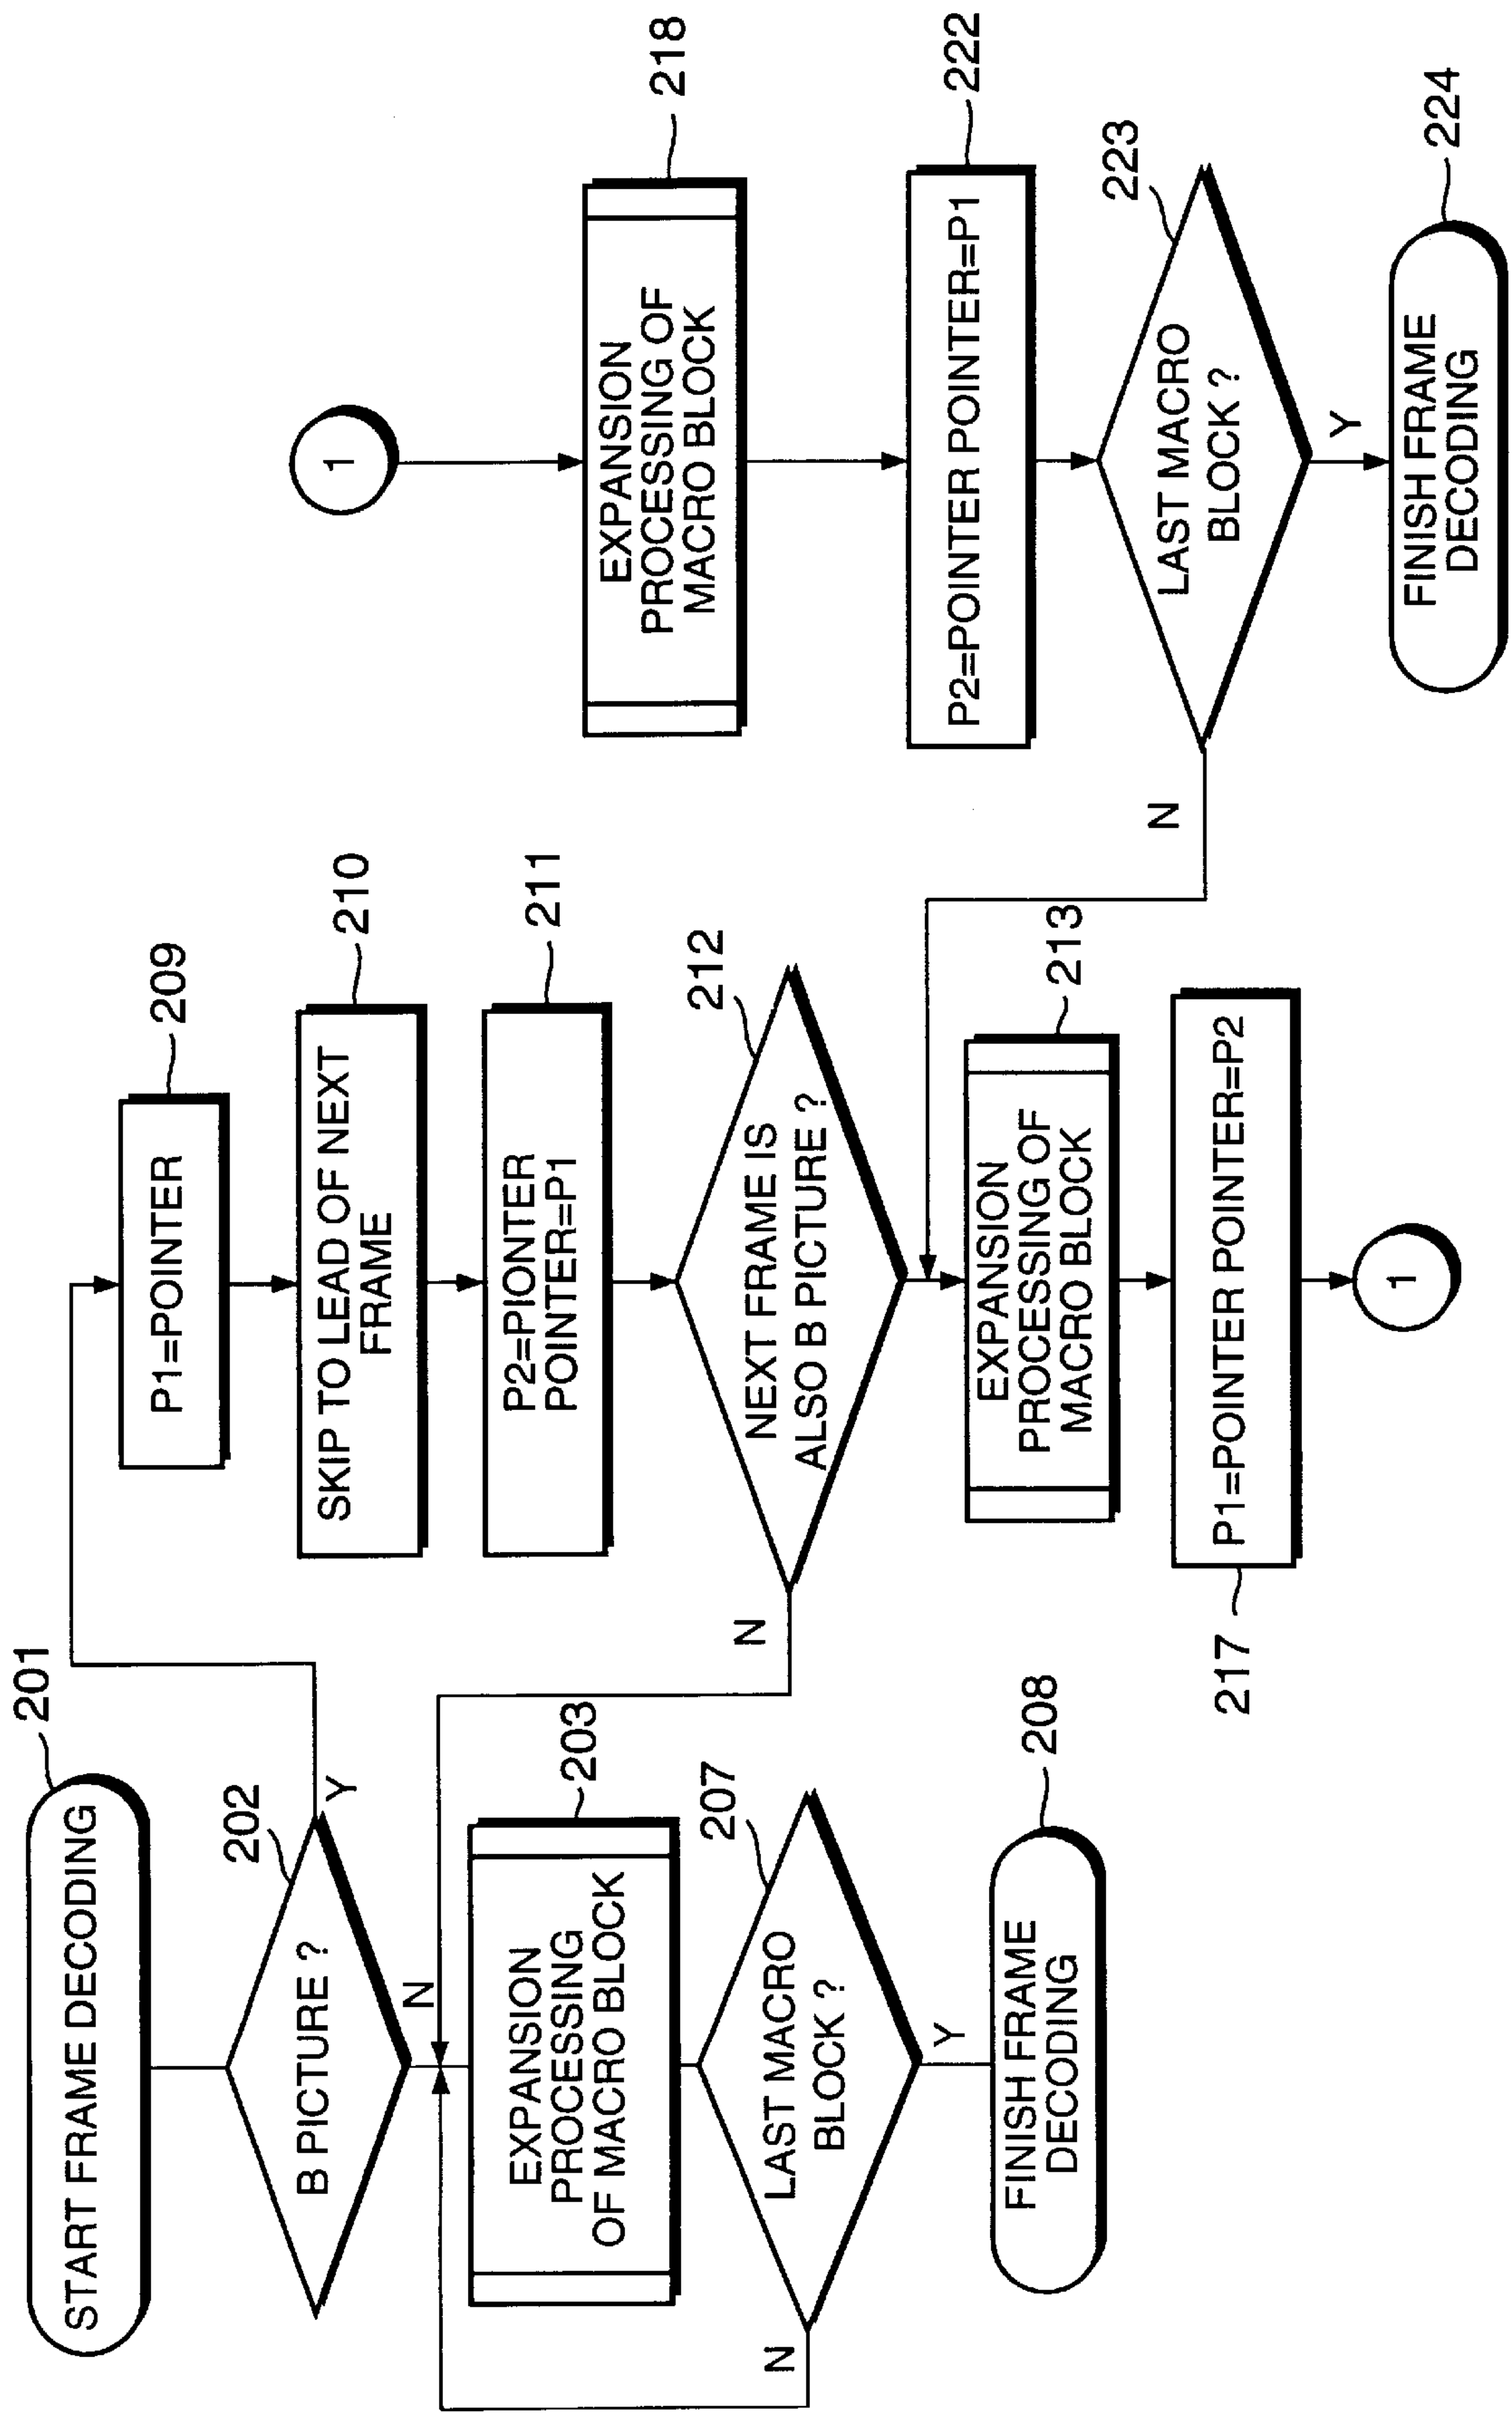 START FRAME DECODING
201
B PICTURE ?
202
Y
N
EXPANSION
PROCESSING
OF MACRO BLOCK
203
LAST MACRO
BLOCK ?
207
N
Y
FINISH FRAME
DECODING
208
P1=POINTER
209
SKIP TO LEAD OF NEXT
FRAME
210
P2=PIONTER
POINTER=P1
211
NEXT FRAME IS
ALSO B PICTURE ?
212
N
EXPANSION
PROCESSING OF
MACRO BLOCK
213
P1=POINTER POINTER=P2
217
1
1
EXPANSION
PROCESSING OF
MACRO BLOCK
218
P2=POINTER POINTER=P1
222
LAST MACRO
BLOCK ?
223
N
Y
FINISH FRAME
DECODING
224